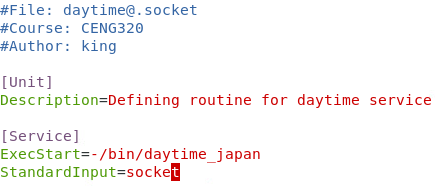 #File: daytime@.socket
#Course: CENG320
#Author: king
[Unit]
Description=Defining routine for daytime service
[Service]
ExecStart=-/bin/daytime_japan
StandardInput=socket